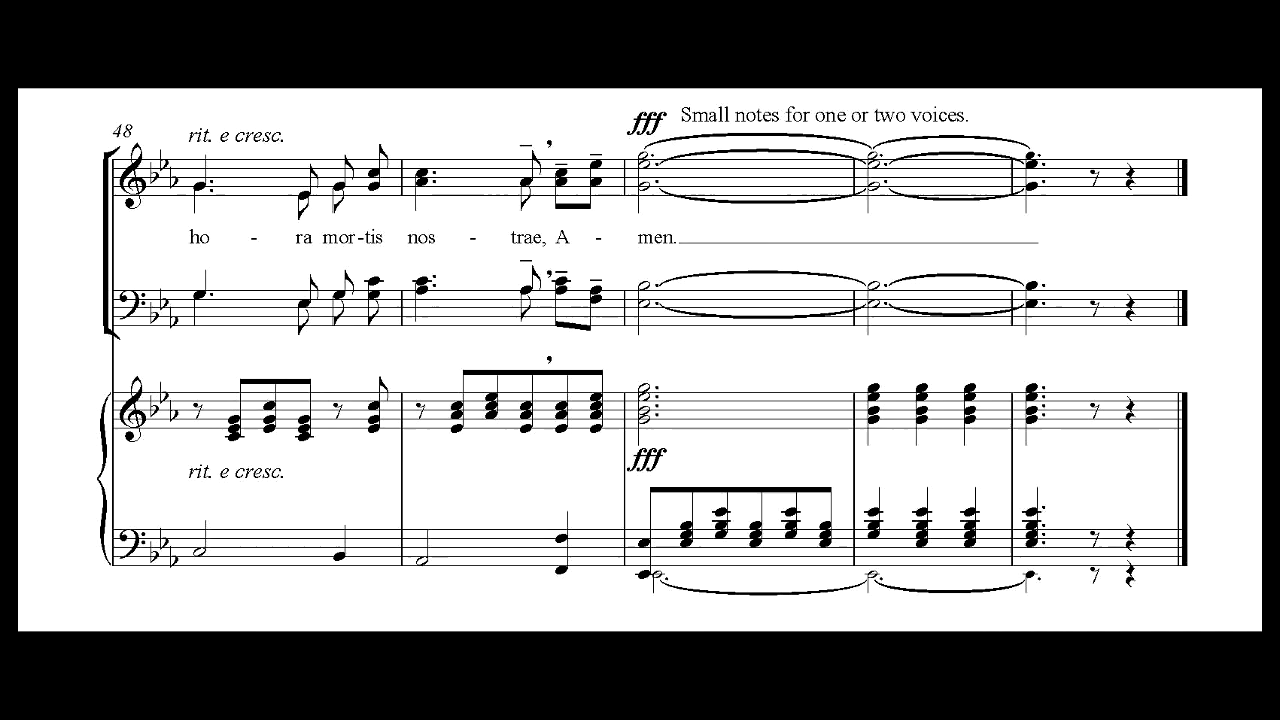 48
rit. e cresc.
fff Small notes for one or two voices.
ho - ra mor-tis nos - trae, A - men.
rit. e cresc.
fff